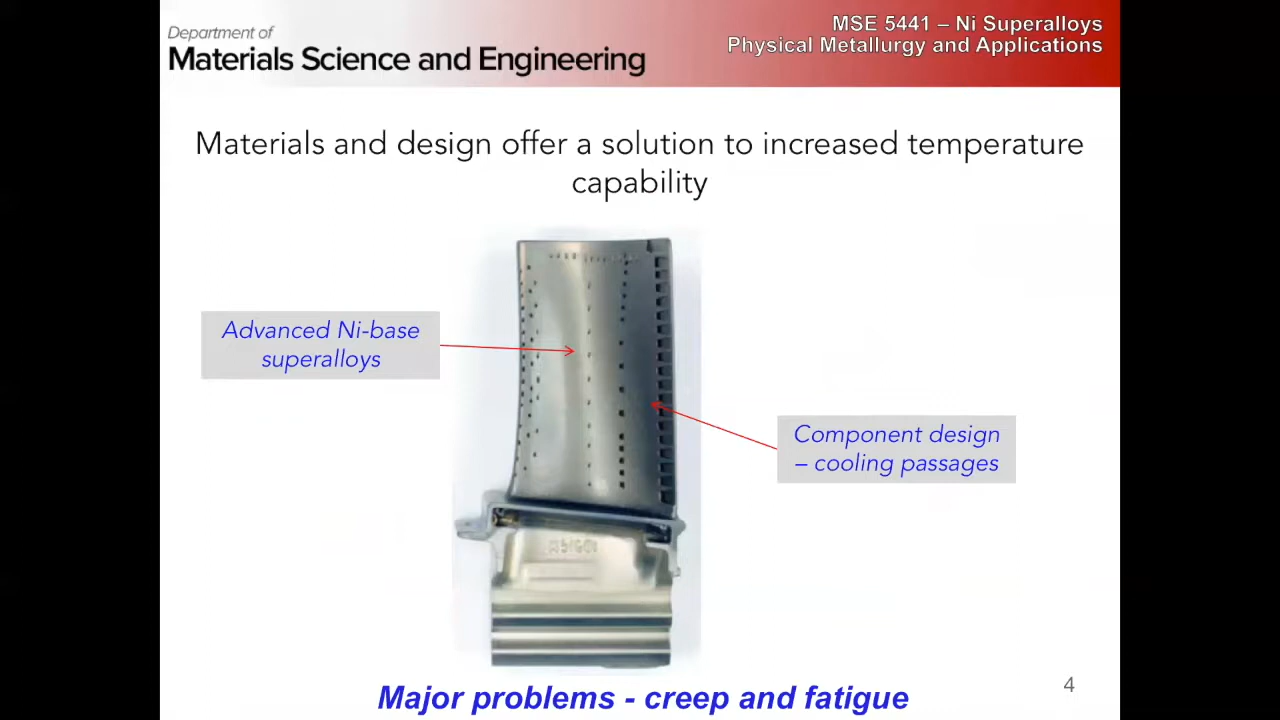 Department of
Materials Science and Engineering
MSE 5441 – Ni Superalloys
Physical Metallurgy and Applications
Materials and design offer a solution to increased temperature
capability
Advanced Ni-base
superalloys
Component design
– cooling passages
Major problems - creep and fatigue
4